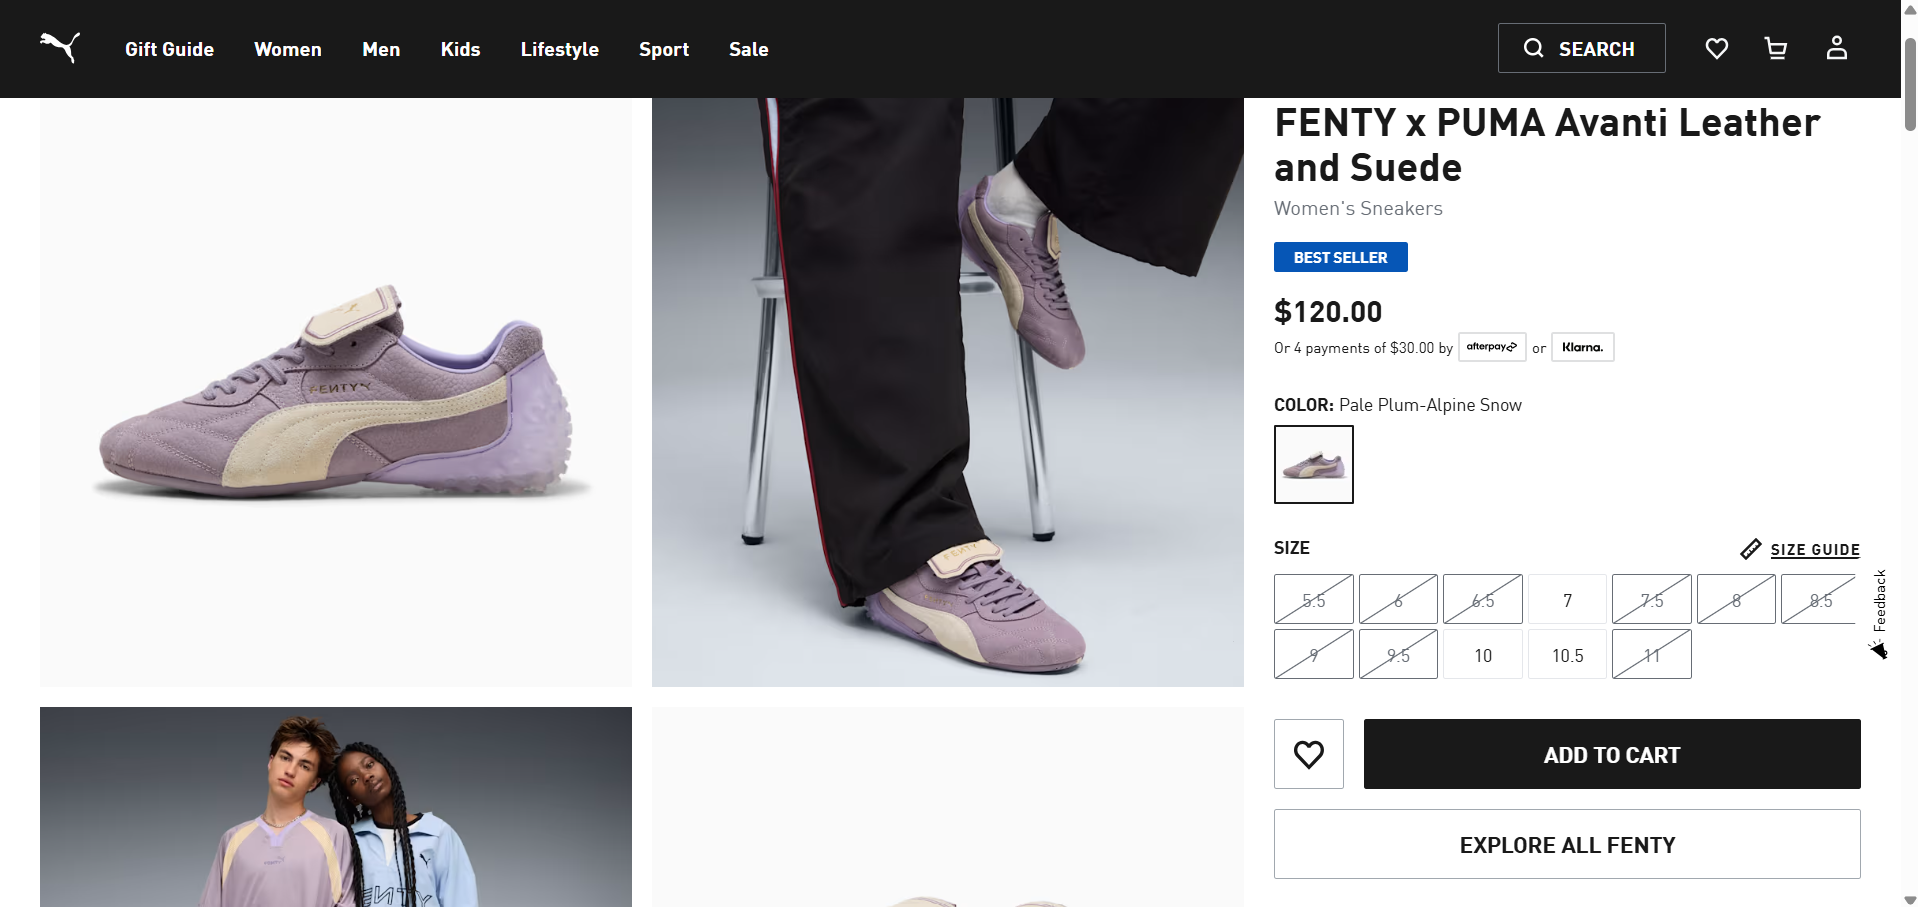 Gift Guide
Women
Men
Kids
Lifestyle
Sport
Sale
SEARCH
FENTY x PUMA Avanti Leather
and Suede
Women's Sneakers
BEST SELLER
$120.00
Or 4 payments of $30.00 by afterpay or Klarna.
COLOR: Pale Plum-Alpine Snow
SIZE
SIZE GUIDE
5.5 6 6.5 7 7.5 8 8.5
9 9.5 10 10.5 11
Feedback
ADD TO CART
EXPLORE ALL FENTY
FENTY
FENTY
FENTY